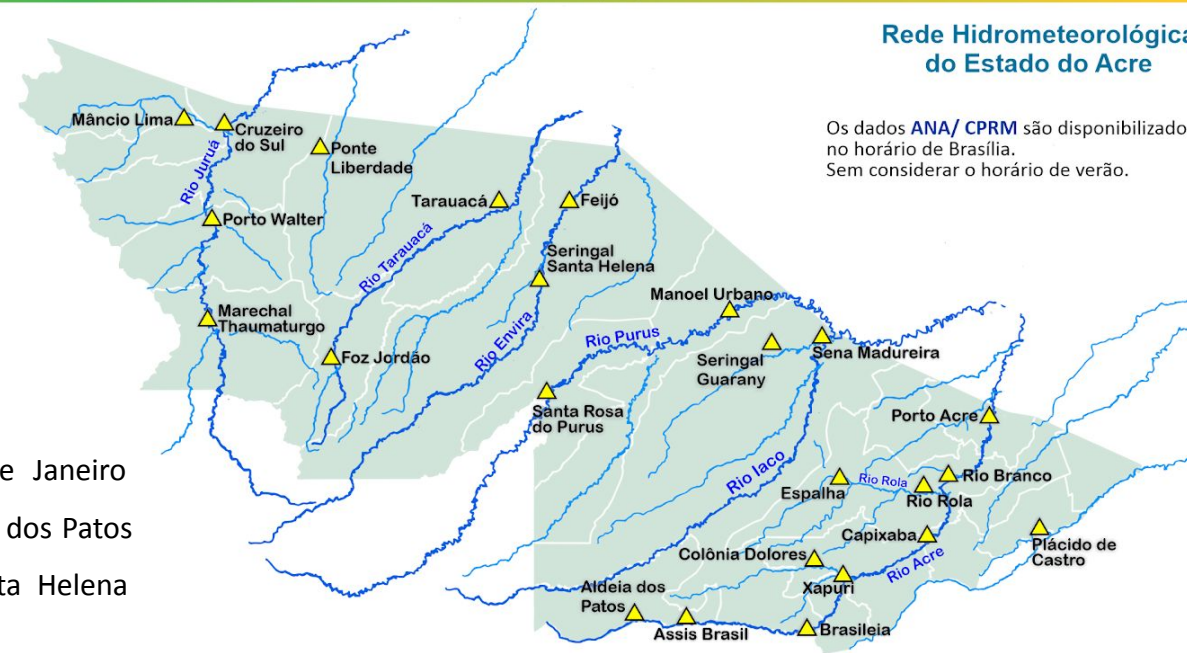 Rede Hidrometeorológica
do Estado do Acre
Os dados ANA/ CPRM são disponibilizado
no horário de Brasília.
Sem considerar o horário de verão.
Mâncio Lima
Cruzeiro
do Sul
Ponte
Liberdade
Rio Juruá
Porto Walter
Tarauacá
Feijó
Rio Tarauacá
Seringal
Santa Helena
Marechal
Thaumaturgo
Foz Jordão
Rio Envira
Manoel Urbano
Rio Purus
Seringal
Guarany
Sena Madureira
Santa Rosa
do Purus
Porto Acre
Rio Iaco
Espalha
Rio Rola
Rio Rola
Rio Branco
Capixaba
Plácido de
Castro
Colônia Dolores
Rio Acre
Xapuri
Aldeia dos
Patos
Assis Brasil
Brasileia
e Janeiro
dos Patos
ta Helena